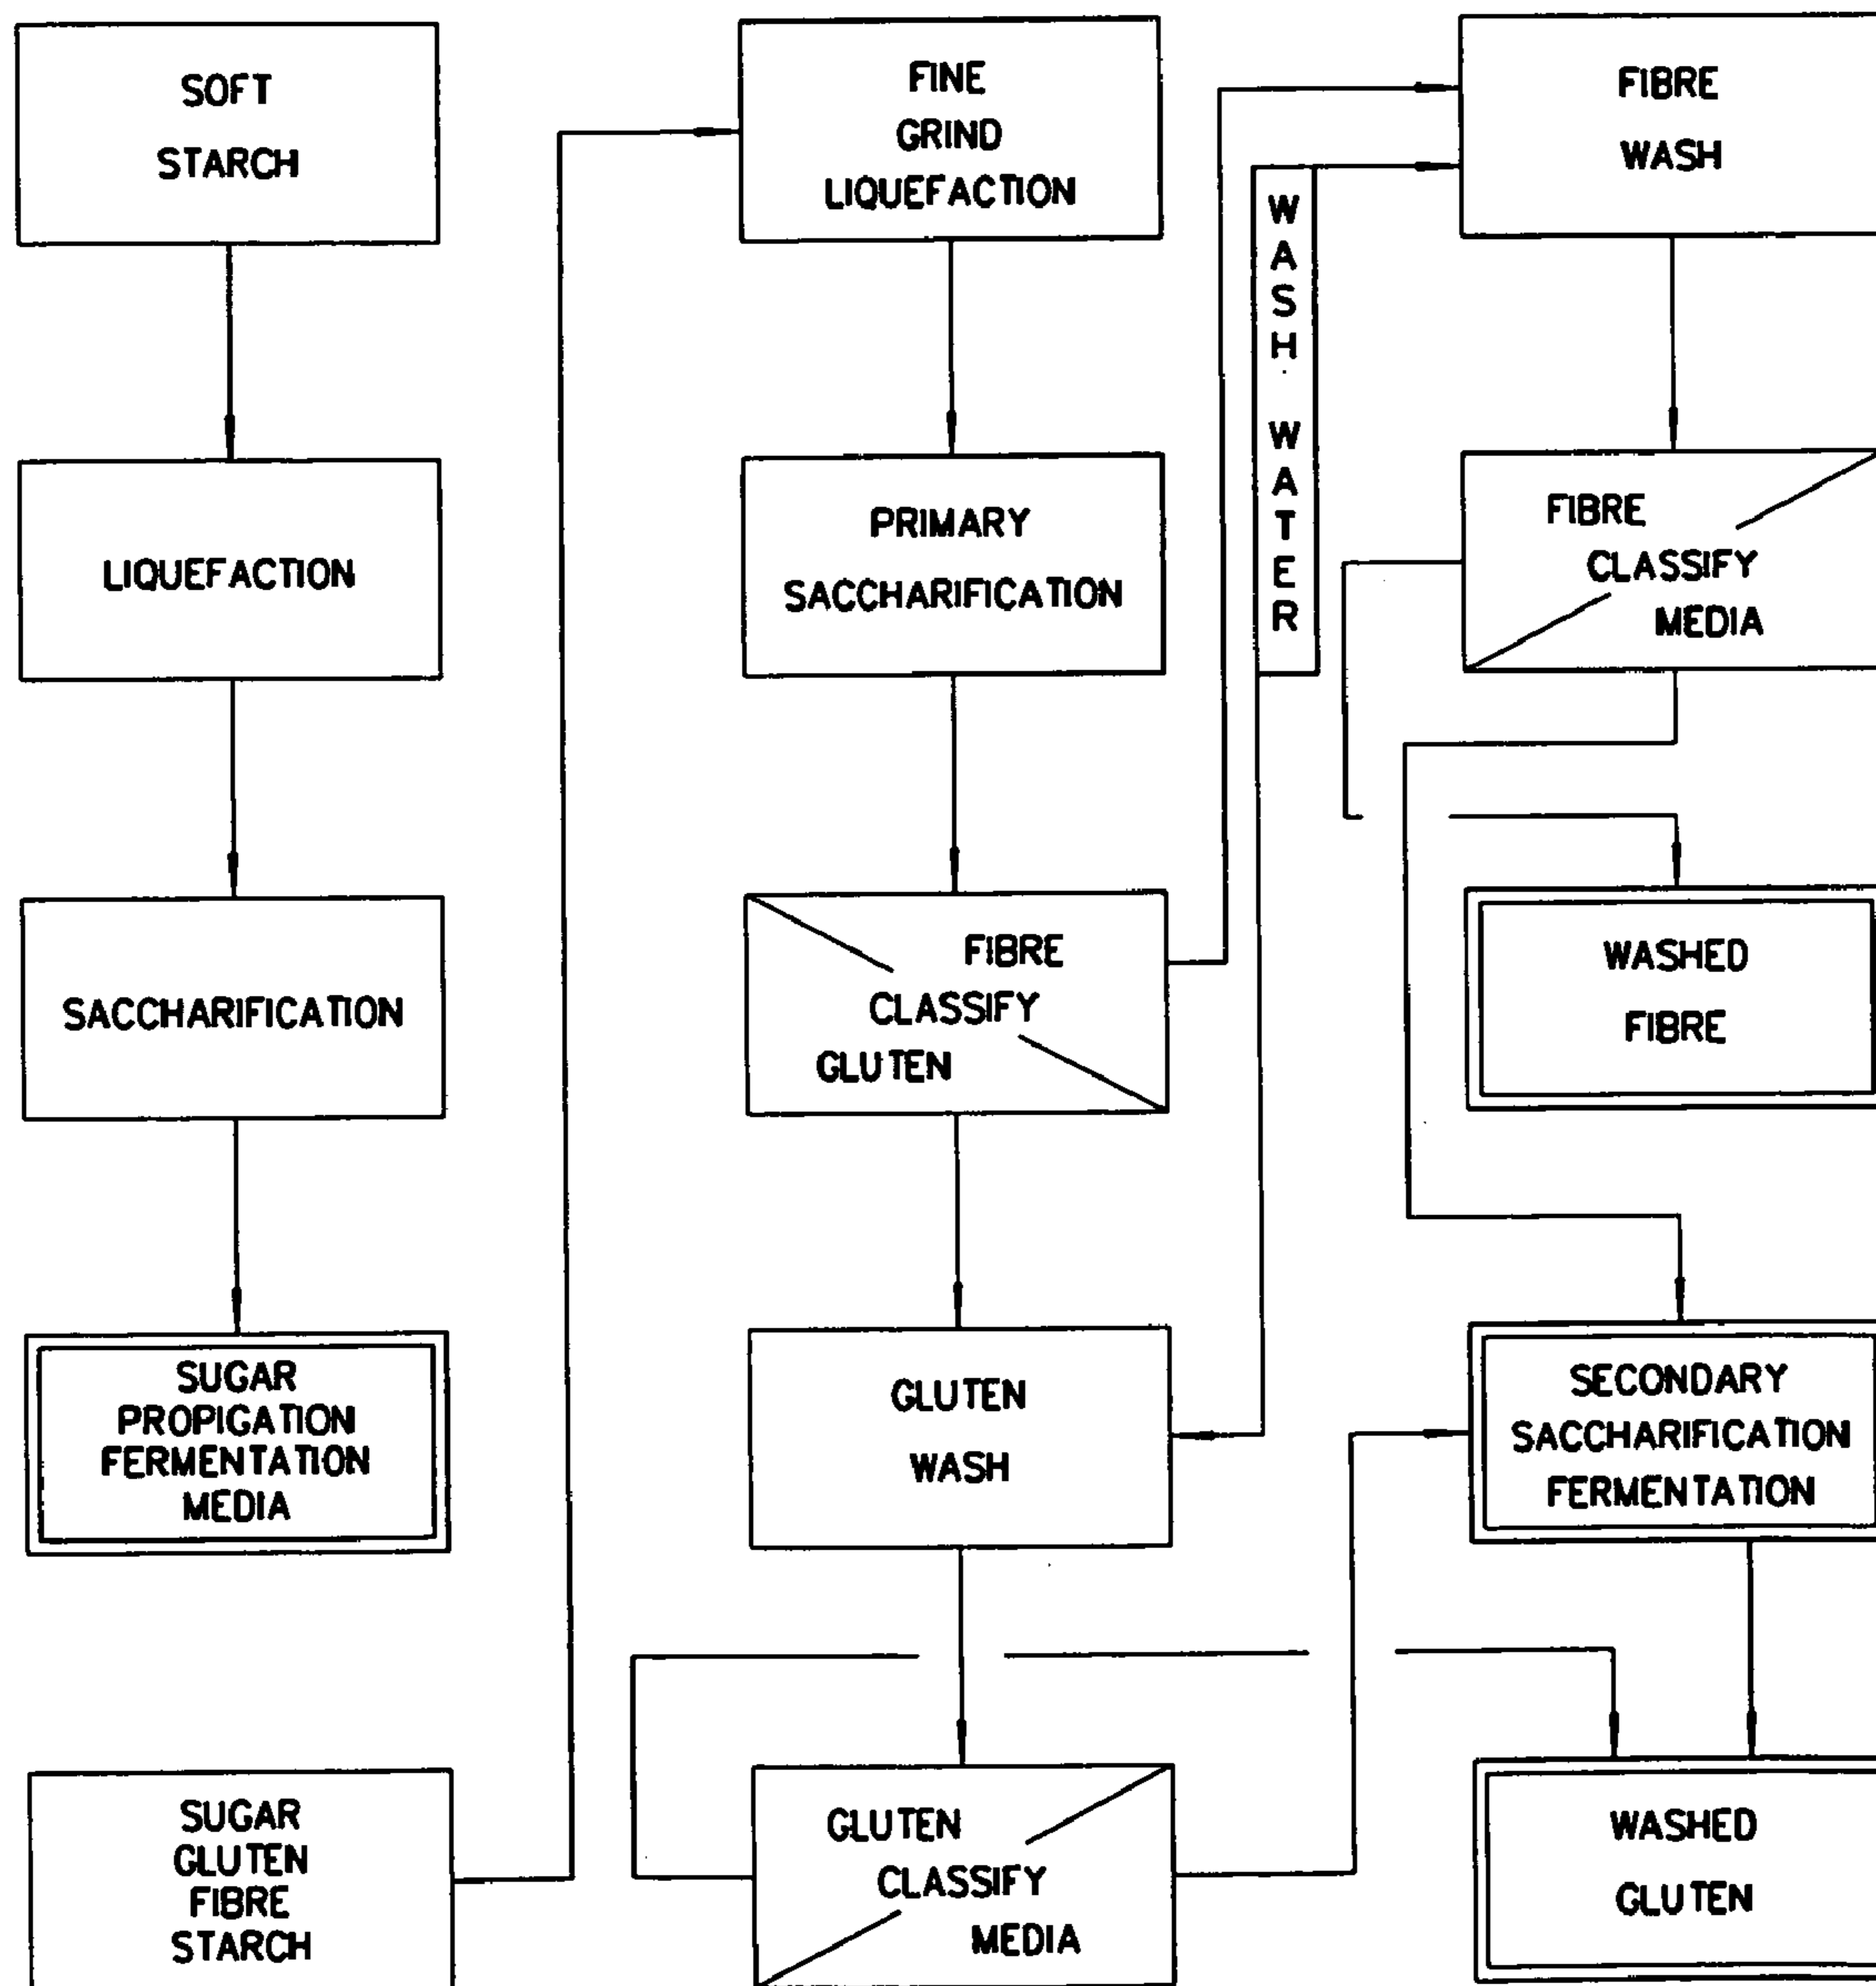 SOFT
STARCH
LIQUEFACTION
SACCHARIFICATION
SUGAR
PROPIGATION
FERMENTATION
MEDIA
SUGAR
GLUTEN
FIBRE
STARCH
FINE
GRIND
LIQUEFACTION
PRIMARY
SACCHARIFICATION
FIBRE
CLASSIFY
GLUTEN
GLUTEN
WASH
GLUTEN
CLASSIFY
MEDIA
WASH WATER
FIBRE
WASH
FIBRE
CLASSIFY
MEDIA
WASHED
FIBRE
SECONDARY
SACCHARIFICATION
FERMENTATION
WASHED
GLUTEN